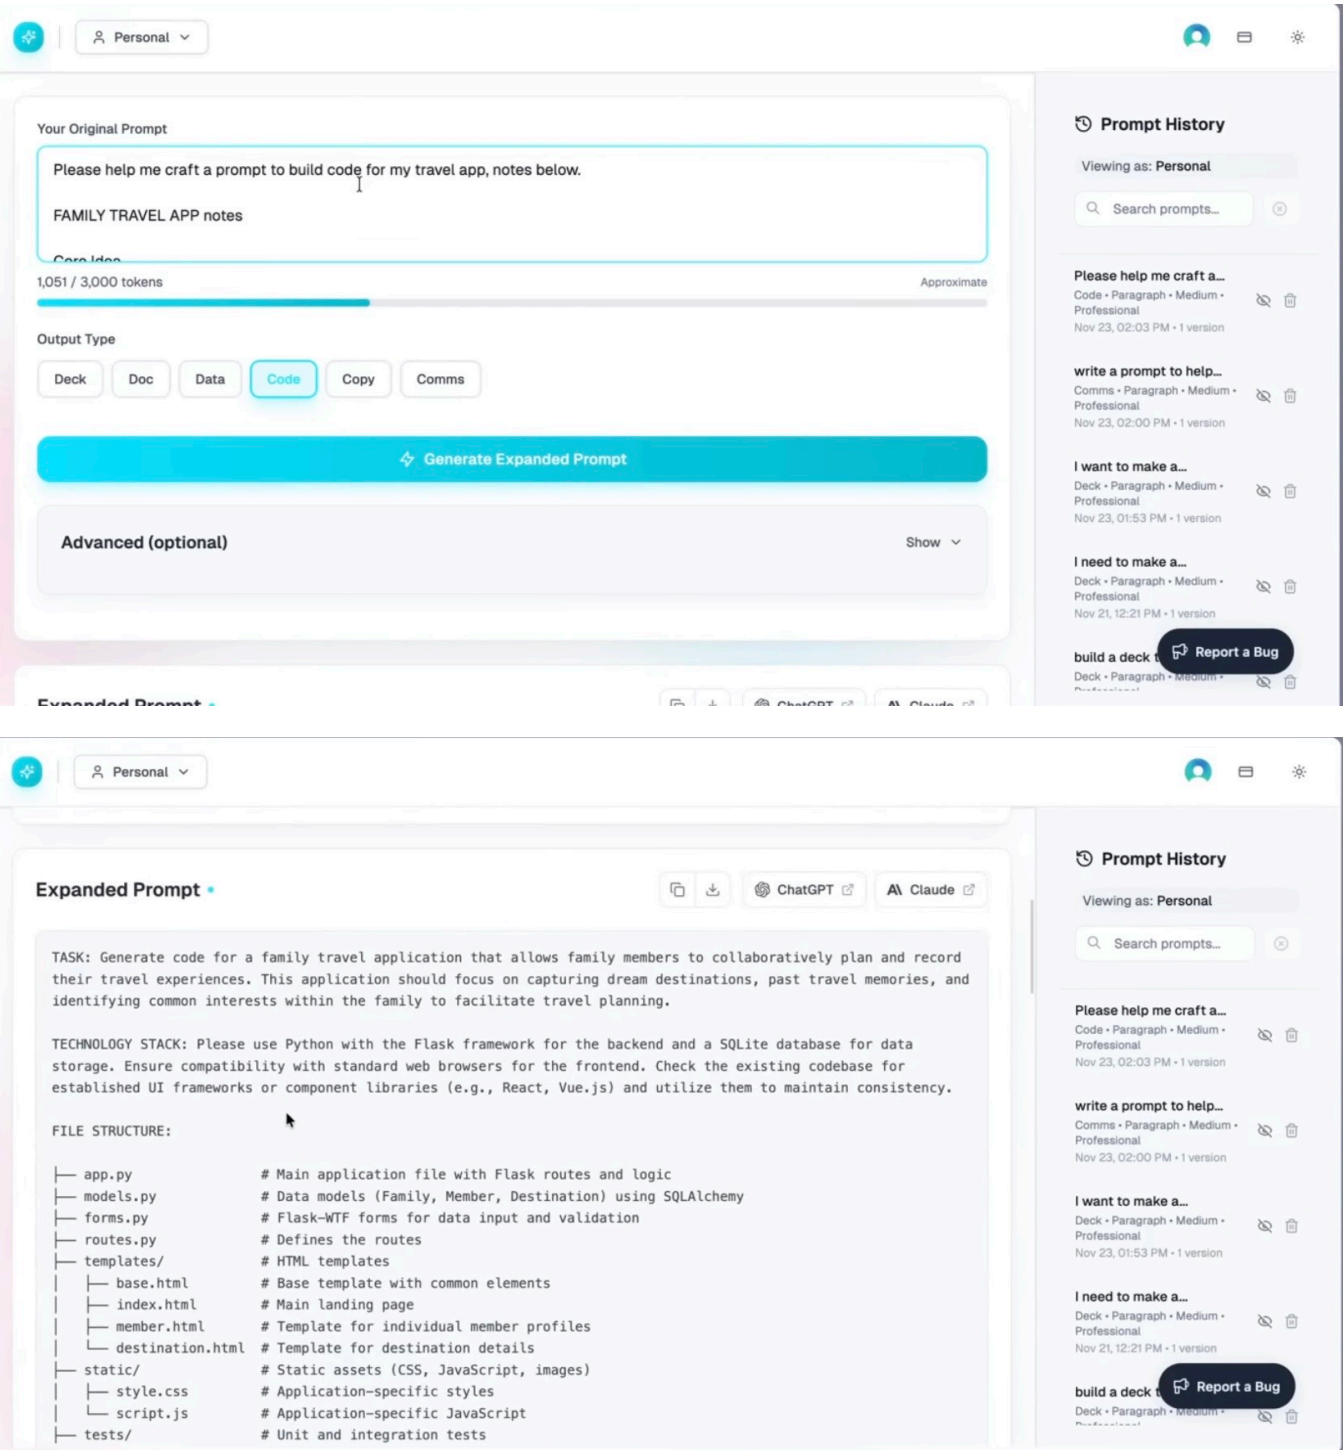 Personal
Your Original Prompt
Please help me craft a prompt to build code for my travel app, notes below.
FAMILY TRAVEL APP notes
Core Idea
1,051 / 3,000 tokens
Approximate
Output Type
Deck
Doc
Data
Code
Copy
Comms
Generate Expanded Prompt
Advanced (optional)
Show
Expanded Prompt
ChatGPT
Claude
Prompt History
Viewing as: Personal
Search prompts...
Please help me craft a...
Code • Paragraph • Medium •
Professional
Nov 23, 02:03 PM • 1 version
write a prompt to help...
Comms • Paragraph • Medium •
Professional
Nov 23, 02:00 PM • 1 version
I want to make a...
Deck • Paragraph • Medium •
Professional
Nov 23, 01:53 PM • 1 version
I need to make a...
Deck • Paragraph • Medium •
Professional
Nov 21, 12:21 PM • 1 version
build a deck
Report a Bug
Deck • Paragraph • Medium •
Professional
Personal
Expanded Prompt
ChatGPT
Claude
TASK: Generate code for a family travel application that allows family members to collaboratively plan and record
their travel experiences. This application should focus on capturing dream destinations, past travel memories, and
identifying common interests within the family to facilitate travel planning.
TECHNOLOGY STACK: Please use Python with the Flask framework for the backend and a SQLite database for data
storage. Ensure compatibility with standard web browsers for the frontend. Check the existing codebase for
established UI frameworks or component libraries (e.g., React, Vue.js) and utilize them to maintain consistency.
FILE STRUCTURE:
├── app.py # Main application file with Flask routes and logic
├── models.py # Data models (Family, Member, Destination) using SQLAlchemy
├── forms.py # Flask-WTF forms for data input and validation
├── routes.py # Defines the routes
├── templates/ # HTML templates
│ ├── base.html # Base template with common elements
│ ├── index.html # Main landing page
│ ├── member.html # Template for individual member profiles
│ └── destination.html # Template for destination details
├── static/ # Static assets (CSS, JavaScript, images)
│ ├── style.css # Application-specific styles
│ └── script.js # Application-specific JavaScript
├── tests/ # Unit and integration tests
Prompt History
Viewing as: Personal
Search prompts...
Please help me craft a...
Code • Paragraph • Medium •
Professional
Nov 23, 02:03 PM • 1 version
write a prompt to help...
Comms • Paragraph • Medium •
Professional
Nov 23, 02:00 PM • 1 version
I want to make a...
Deck • Paragraph • Medium •
Professional
Nov 23, 01:53 PM • 1 version
I need to make a...
Deck • Paragraph • Medium •
Professional
Nov 21, 12:21 PM • 1 version
build a deck
Report a Bug
Deck • Paragraph • Medium •